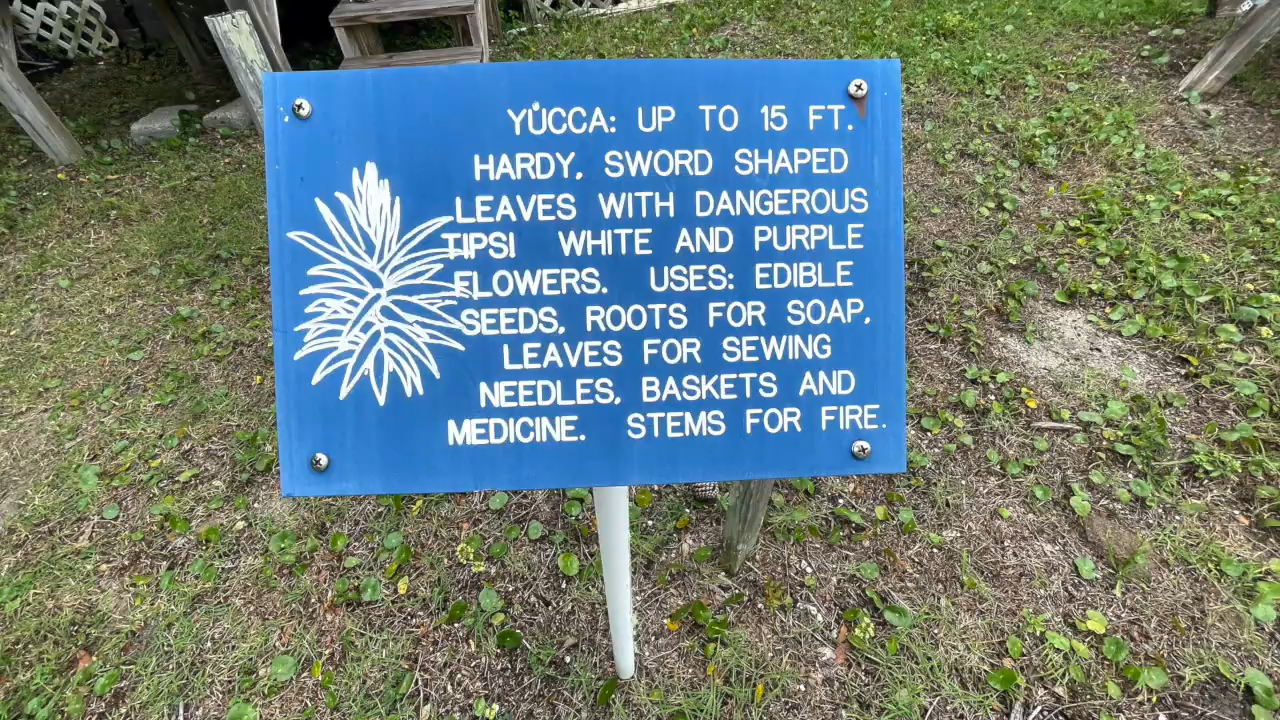 YUCCA: UP TO 15 FT.
HARDY, SWORD SHAPED
LEAVES WITH DANGEROUS
TIPS! WHITE AND PURPLE
FLOWERS. USES: EDIBLE
SEEDS, ROOTS FOR SOAP,
LEAVES FOR SEWING
NEEDLES, BASKETS AND
MEDICINE. STEMS FOR FIRE.